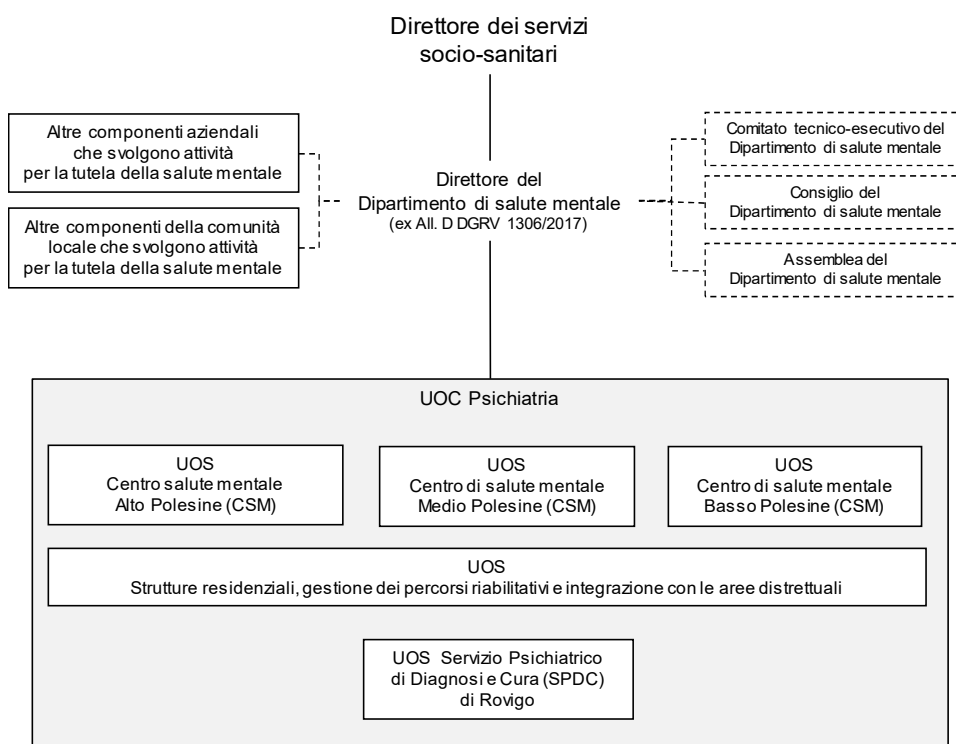 Direttore dei servizi
socio-sanitari
Altre componenti aziendali
che svolgono attività
per la tutela della salute mentale
Altre componenti della comunità
locale che svolgono attività
per la tutela della salute mentale
Direttore del
Dipartimento di salute mentale
(ex All. D DGRV 1306/2017)
Comitato tecnico-esecutivo del
Dipartimento di salute mentale
Consiglio del
Dipartimento di salute mentale
Assemblea del
Dipartimento di salute mentale
UOC Psichiatria
UOS
Centro salute mentale
Alto Polesine (CSM)
UOS
Centro di salute mentale
Medio Polesine (CSM)
UOS
Centro di salute mentale
Basso Polesine (CSM)
UOS
Strutture residenziali, gestione dei percorsi riabilitativi e integrazione con le aree distrettuali
UOS Servizio Psichiatrico
di Diagnosi e Cura (SPDC)
di Rovigo